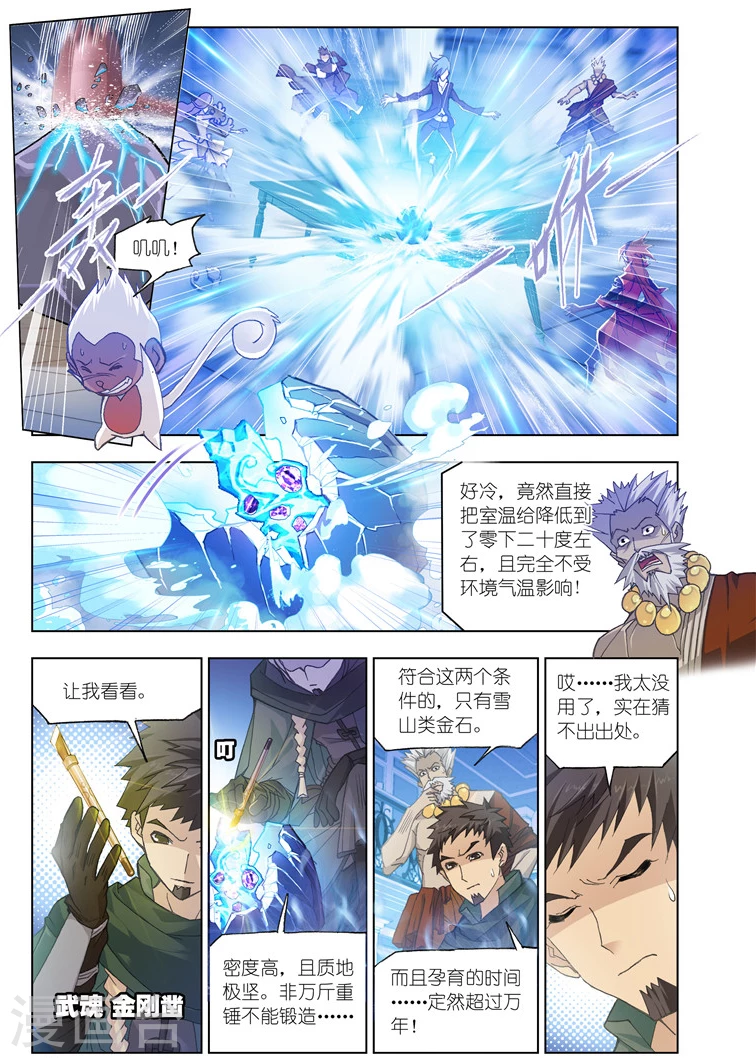 轰
叽叽！
咻
好冷，竟然直接
把室温给降低到
了零下二十度左
右，且完全不受
环境气温影响！
让我看看。
武魂 金刚凿
叮
密度高，且质地
极坚。非万斤重
锤不能锻造……
符合这两个条
件的，只有雪
山类金石。
而且孕育的时间
……定然超过万
年！
哎……我太没
用了，实在猜
不出出处。
漫画台